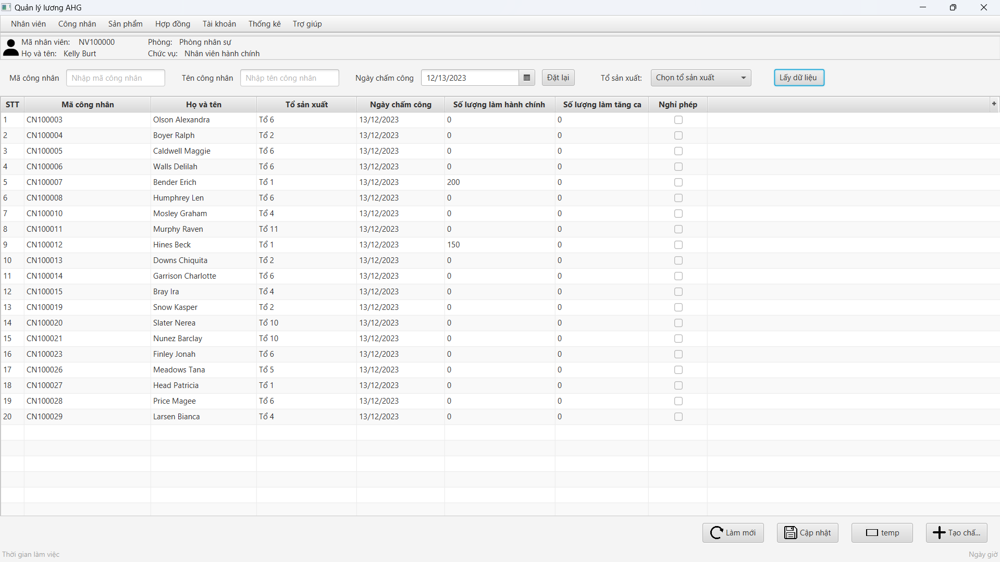 Quản lý lương AHG
Nhân viên Công nhân Sản phẩm Hợp đồng Tài khoản Thống kê Trợ giúp
Mã nhân viên: NV100000 Phòng: Phòng nhân sự
Họ và tên: Kelly Burt Chức vụ: Nhân viên hành chính
Mã công nhân Nhập mã công nhân Tên công nhân Nhập tên công nhân Ngày chấm công 12/13/2023 Đặt lại Tổ sản xuất: Chọn tổ sản xuất Lấy dữ liệu
STT Mã công nhân Họ và tên Tổ sản xuất Ngày chấm công Số lượng làm hành chính Số lượng làm tăng ca Nghỉ phép +
1 CN100003 Olson Alexandra Tổ 6 13/12/2023 0 0
2 CN100004 Boyer Ralph Tổ 2 13/12/2023 0 0
3 CN100005 Caldwell Maggie Tổ 6 13/12/2023 0 0
4 CN100006 Walls Delilah Tổ 6 13/12/2023 0 0
5 CN100007 Bender Erich Tổ 1 13/12/2023 200 0
6 CN100008 Humphrey Len Tổ 6 13/12/2023 0 0
7 CN100010 Mosley Graham Tổ 4 13/12/2023 0 0
8 CN100011 Murphy Raven Tổ 11 13/12/2023 0 0
9 CN100012 Hines Beck Tổ 1 13/12/2023 150 0
10 CN100013 Downs Chiquita Tổ 2 13/12/2023 0 0
11 CN100014 Garrison Charlotte Tổ 6 13/12/2023 0 0
12 CN100015 Bray Ira Tổ 4 13/12/2023 0 0
13 CN100019 Snow Kasper Tổ 2 13/12/2023 0 0
14 CN100020 Slater Nerea Tổ 10 13/12/2023 0 0
15 CN100021 Nunez Barclay Tổ 10 13/12/2023 0 0
16 CN100023 Finley Jonah Tổ 6 13/12/2023 0 0
17 CN100026 Meadows Tana Tổ 5 13/12/2023 0 0
18 CN100027 Head Patricia Tổ 1 13/12/2023 0 0
19 CN100028 Price Magee Tổ 6 13/12/2023 0 0
20 CN100029 Larsen Bianca Tổ 4 13/12/2023 0 0
Làm mới Cập nhật temp Tạo chấ...
Thời gian làm việc Ngày giờ